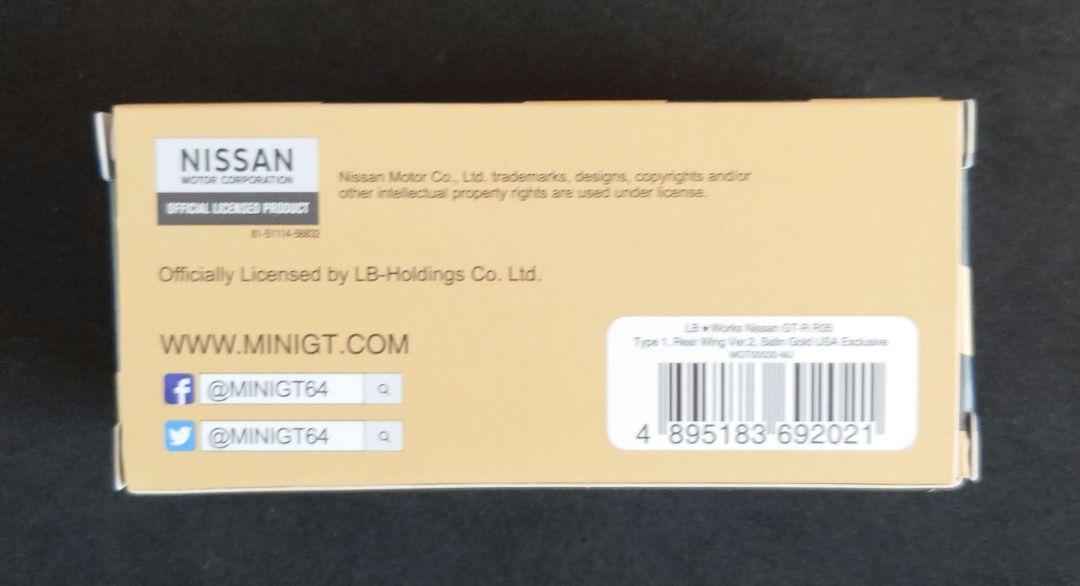 NISSAN
MOTOR CORPORATION
OFFICIAL LICENSED PRODUCT
Nissan Motor Co., Ltd. trademarks, designs, copyrights and/or
other intellectual property rights are used under license.
Officially Licensed by LB-Holdings Co. Ltd.
WWW.MINIGT.COM
@MINIGT64
@MINIGT64
LB★Works Nissan GT-R R35
Type 1, Rear Wing Ver.2, Satin Gold USA Exclusive
4 895183 692021